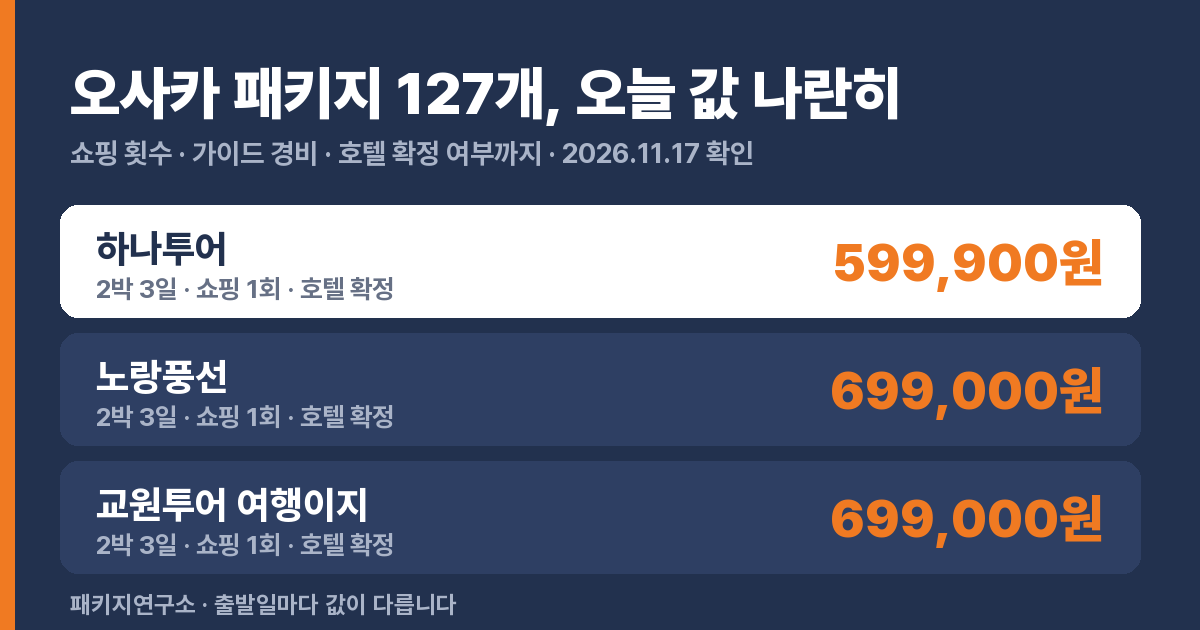 오사카 패키지 127개, 오늘 값 나란히
쇼핑 횟수 · 가이드 경비 · 호텔 확정 여부까지 · 2026.11.17 확인
하나투어
599,900원
2박 3일 · 쇼핑 1회 · 호텔 확정
노랑풍선
699,000원
2박 3일 · 쇼핑 1회 · 호텔 확정
교원투어 여행이지
699,000원
2박 3일 · 쇼핑 1회 · 호텔 확정
패키지연구소 · 출발일마다 값이 다릅니다